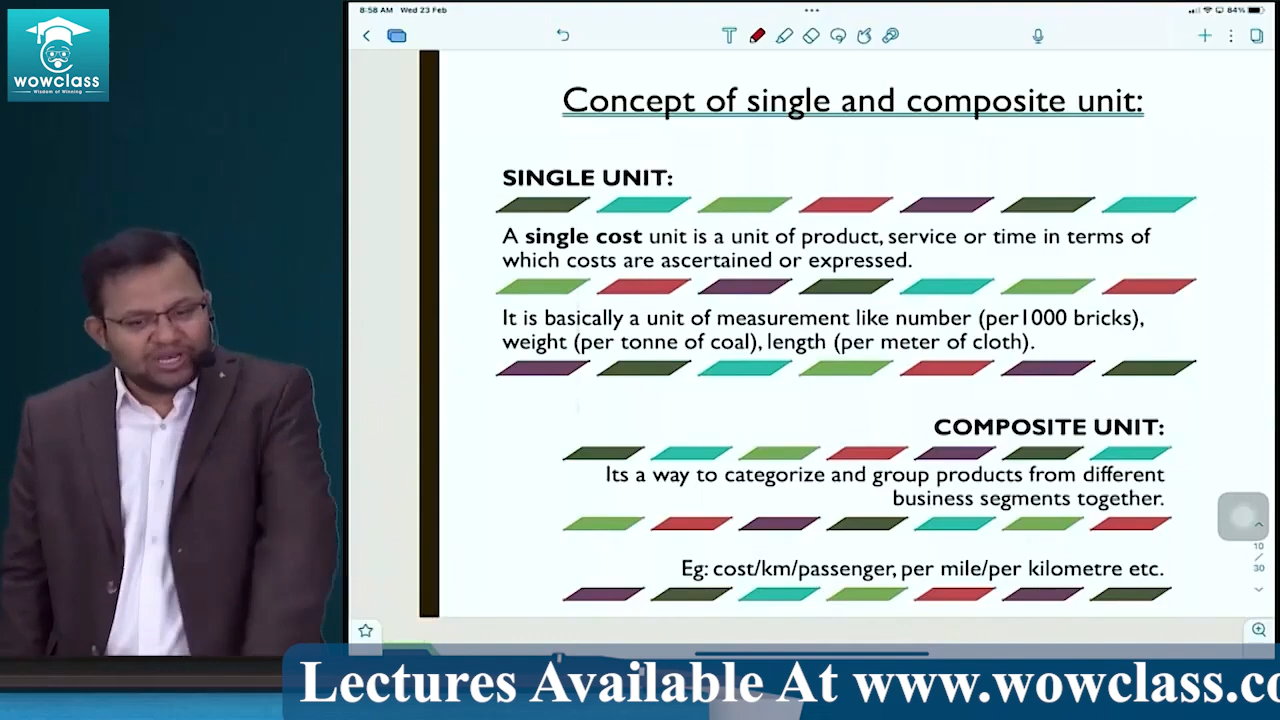 wowclass
Wisdom of Winning
8:58 AM Wed 23 Feb
84%
Concept of single and composite unit:
SINGLE UNIT:
A single cost unit is a unit of product, service or time in terms of
which costs are ascertained or expressed.
It is basically a unit of measurement like number (per1000 bricks),
weight (per tonne of coal), length (per meter of cloth).
COMPOSITE UNIT:
Its a way to categorize and group products from different
business segments together.
Eg: cost/km/passenger, per mile/per kilometre etc.
10
/
30
Lectures Available At www.wowclass.co